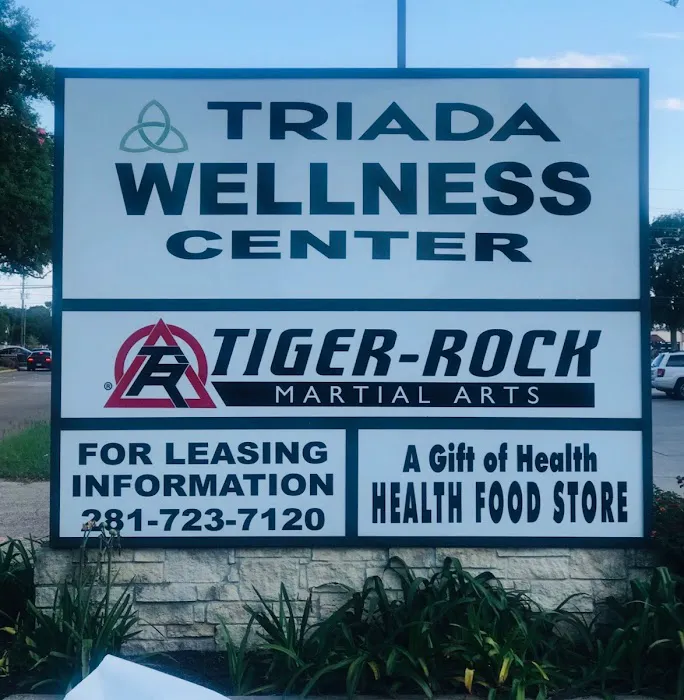 TRIADA
WELLNESS
CENTER
TR ® TIGER-ROCK
MARTIAL ARTS
FOR LEASING
INFORMATION
281-723-7120
A Gift of Health
HEALTH FOOD STORE